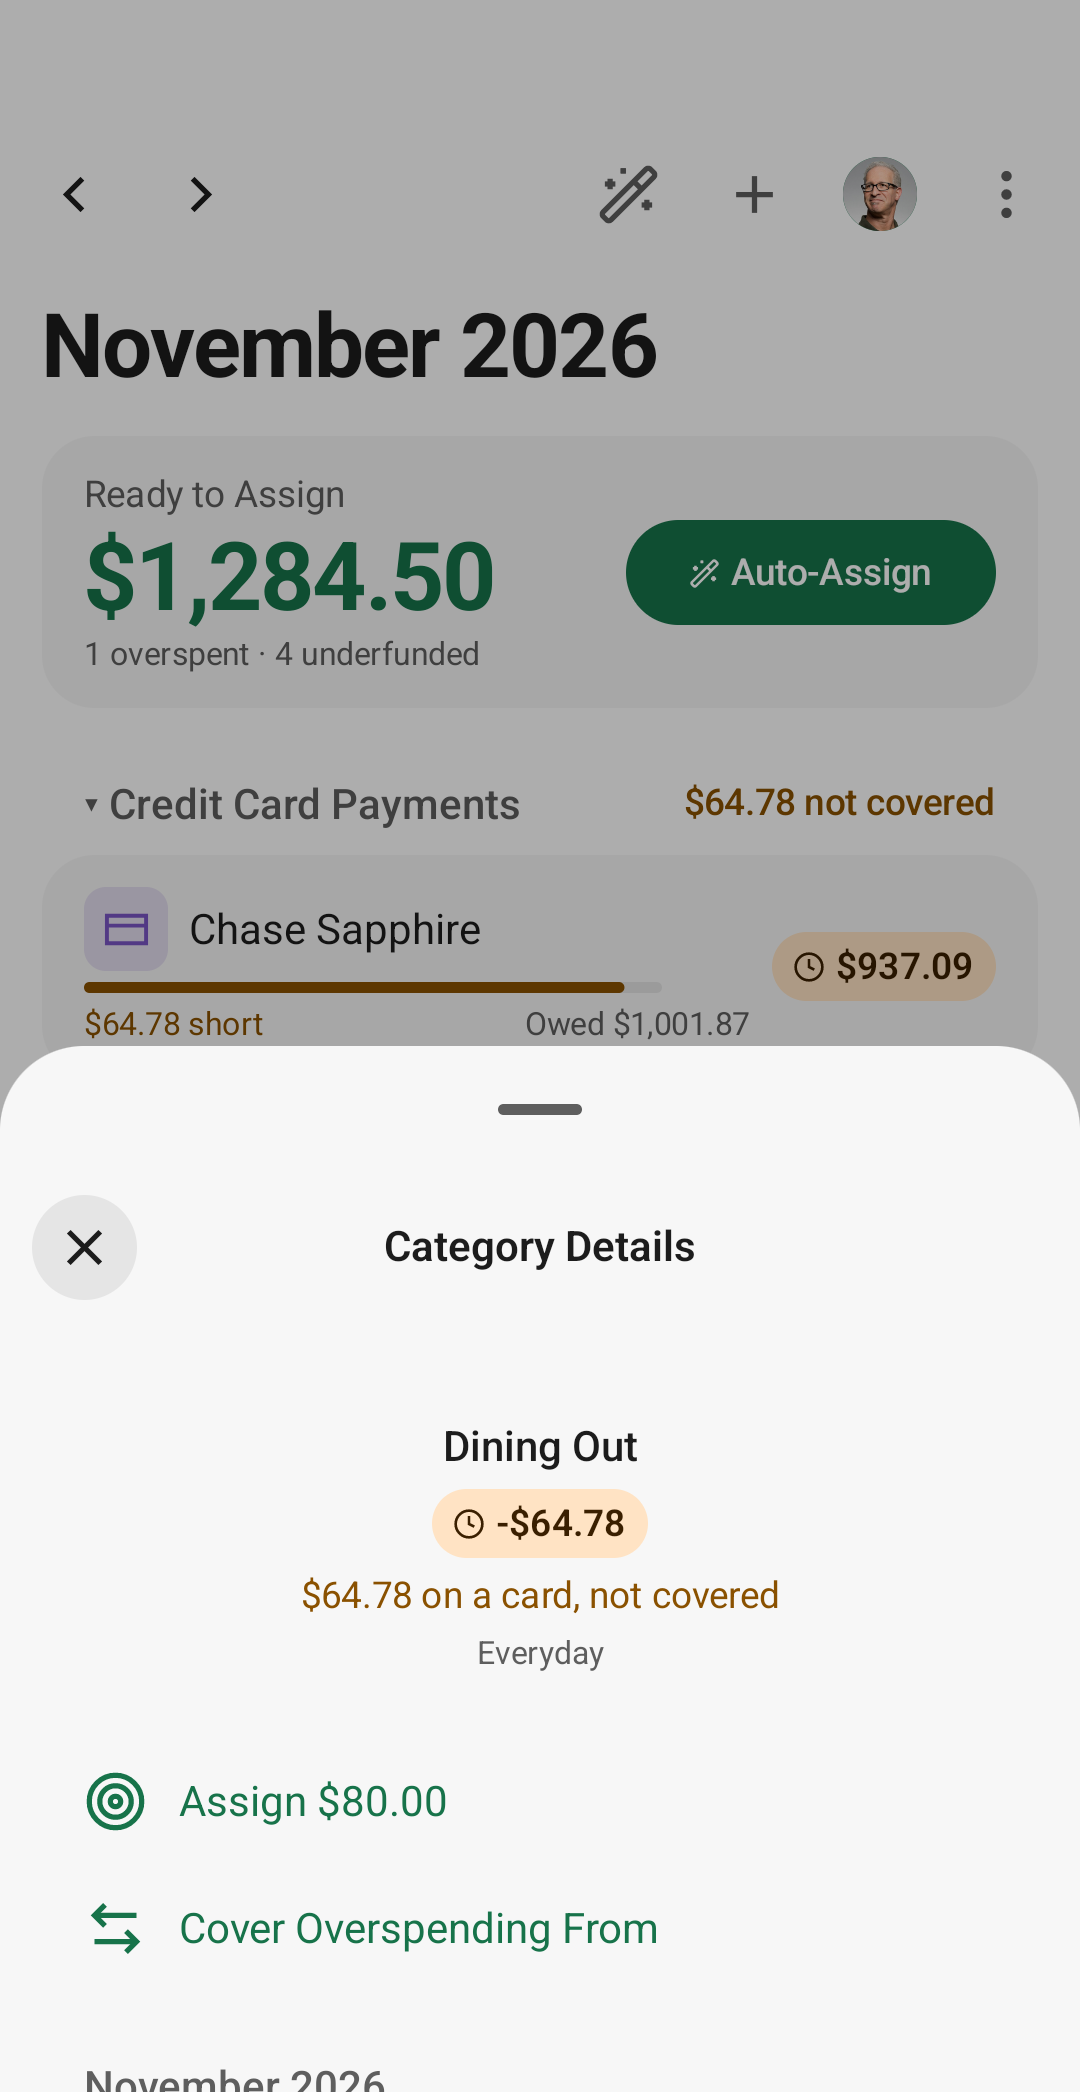 November 2026
Ready to Assign
$1,284.50
Auto-Assign
1 overspent · 4 underfunded
Credit Card Payments
$64.78 not covered
Chase Sapphire
$937.09
$64.78 short
Owed $1,001.87
Category Details
Dining Out
-$64.78
$64.78 on a card, not covered
Everyday
Assign $80.00
Cover Overspending From
November 2026